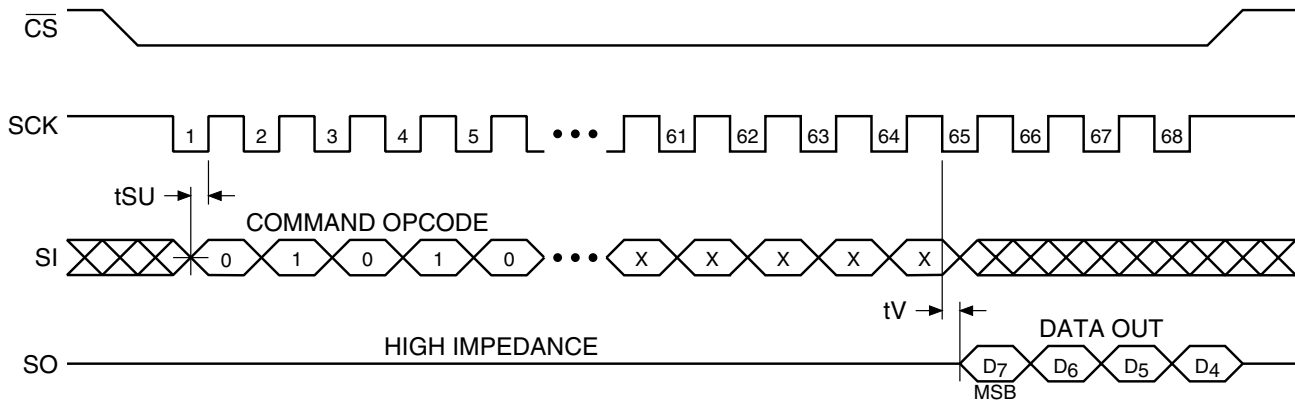 CS
SCK 1 2 3 4 5 ••• 61 62 63 64 65 66 67 68
tSU
COMMAND OPCODE
SI 0 1 0 1 0 ••• X X X X X
tV
HIGH IMPEDANCE
DATA OUT
SO D7 D6 D5 D4
MSB